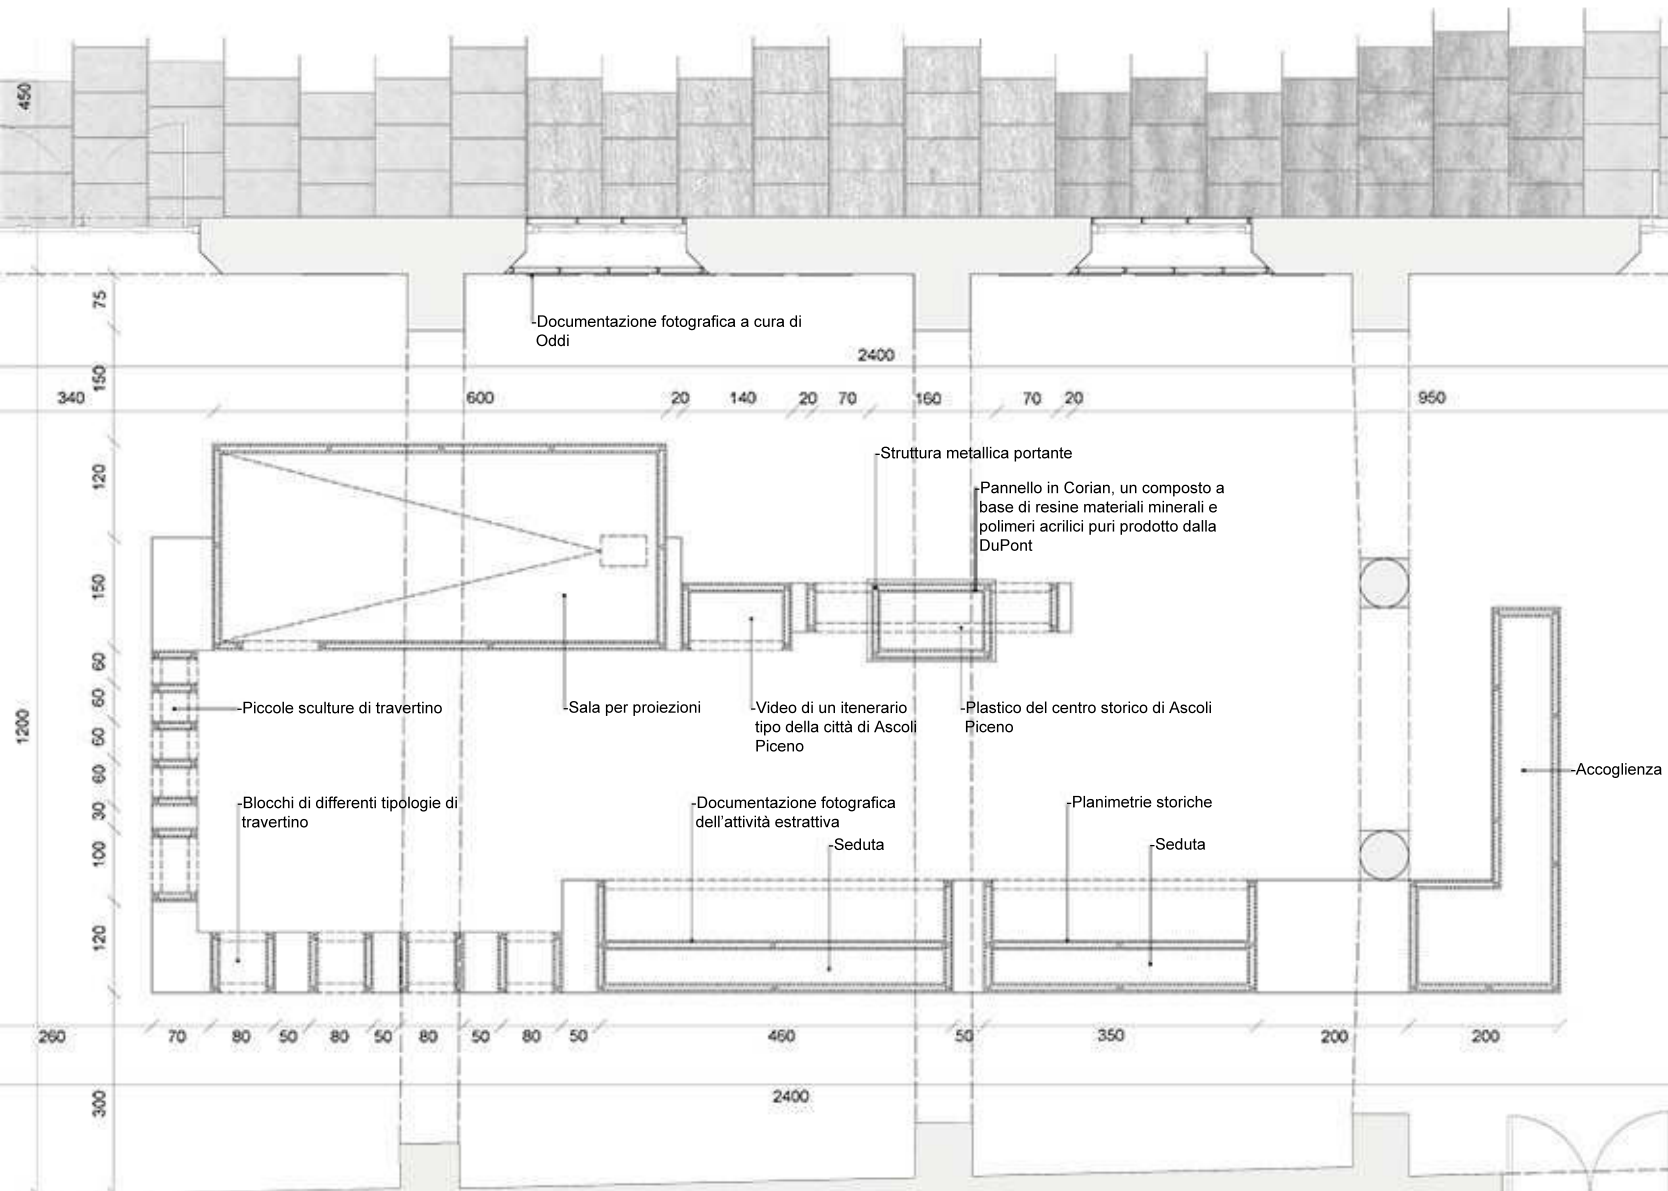 450
-Documentazione fotografica a cura di
Oddi
75
2400
150
340
600
20
140
20
70
160
70
20
950
-Struttura metallica portante
120
-Pannello in Corian, un composto a
base di resine materiali minerali e
polimeri acrilici puri prodotto dalla
DuPont
150
60
60
-Piccole sculture di travertino
-Sala per proiezioni
-Video di un itenerario
tipo della città di Ascoli
Piceno
-Plastico del centro storico di Ascoli
Piceno
1200
60
60
-Accoglienza
30
-Blocchi di differenti tipologie di
travertino
-Documentazione fotografica
dell'attività estrattiva
-Planimetrie storiche
100
-Seduta
-Seduta
120
260
70
80
50
80
50
80
50
80
50
460
50
350
200
200
300
2400